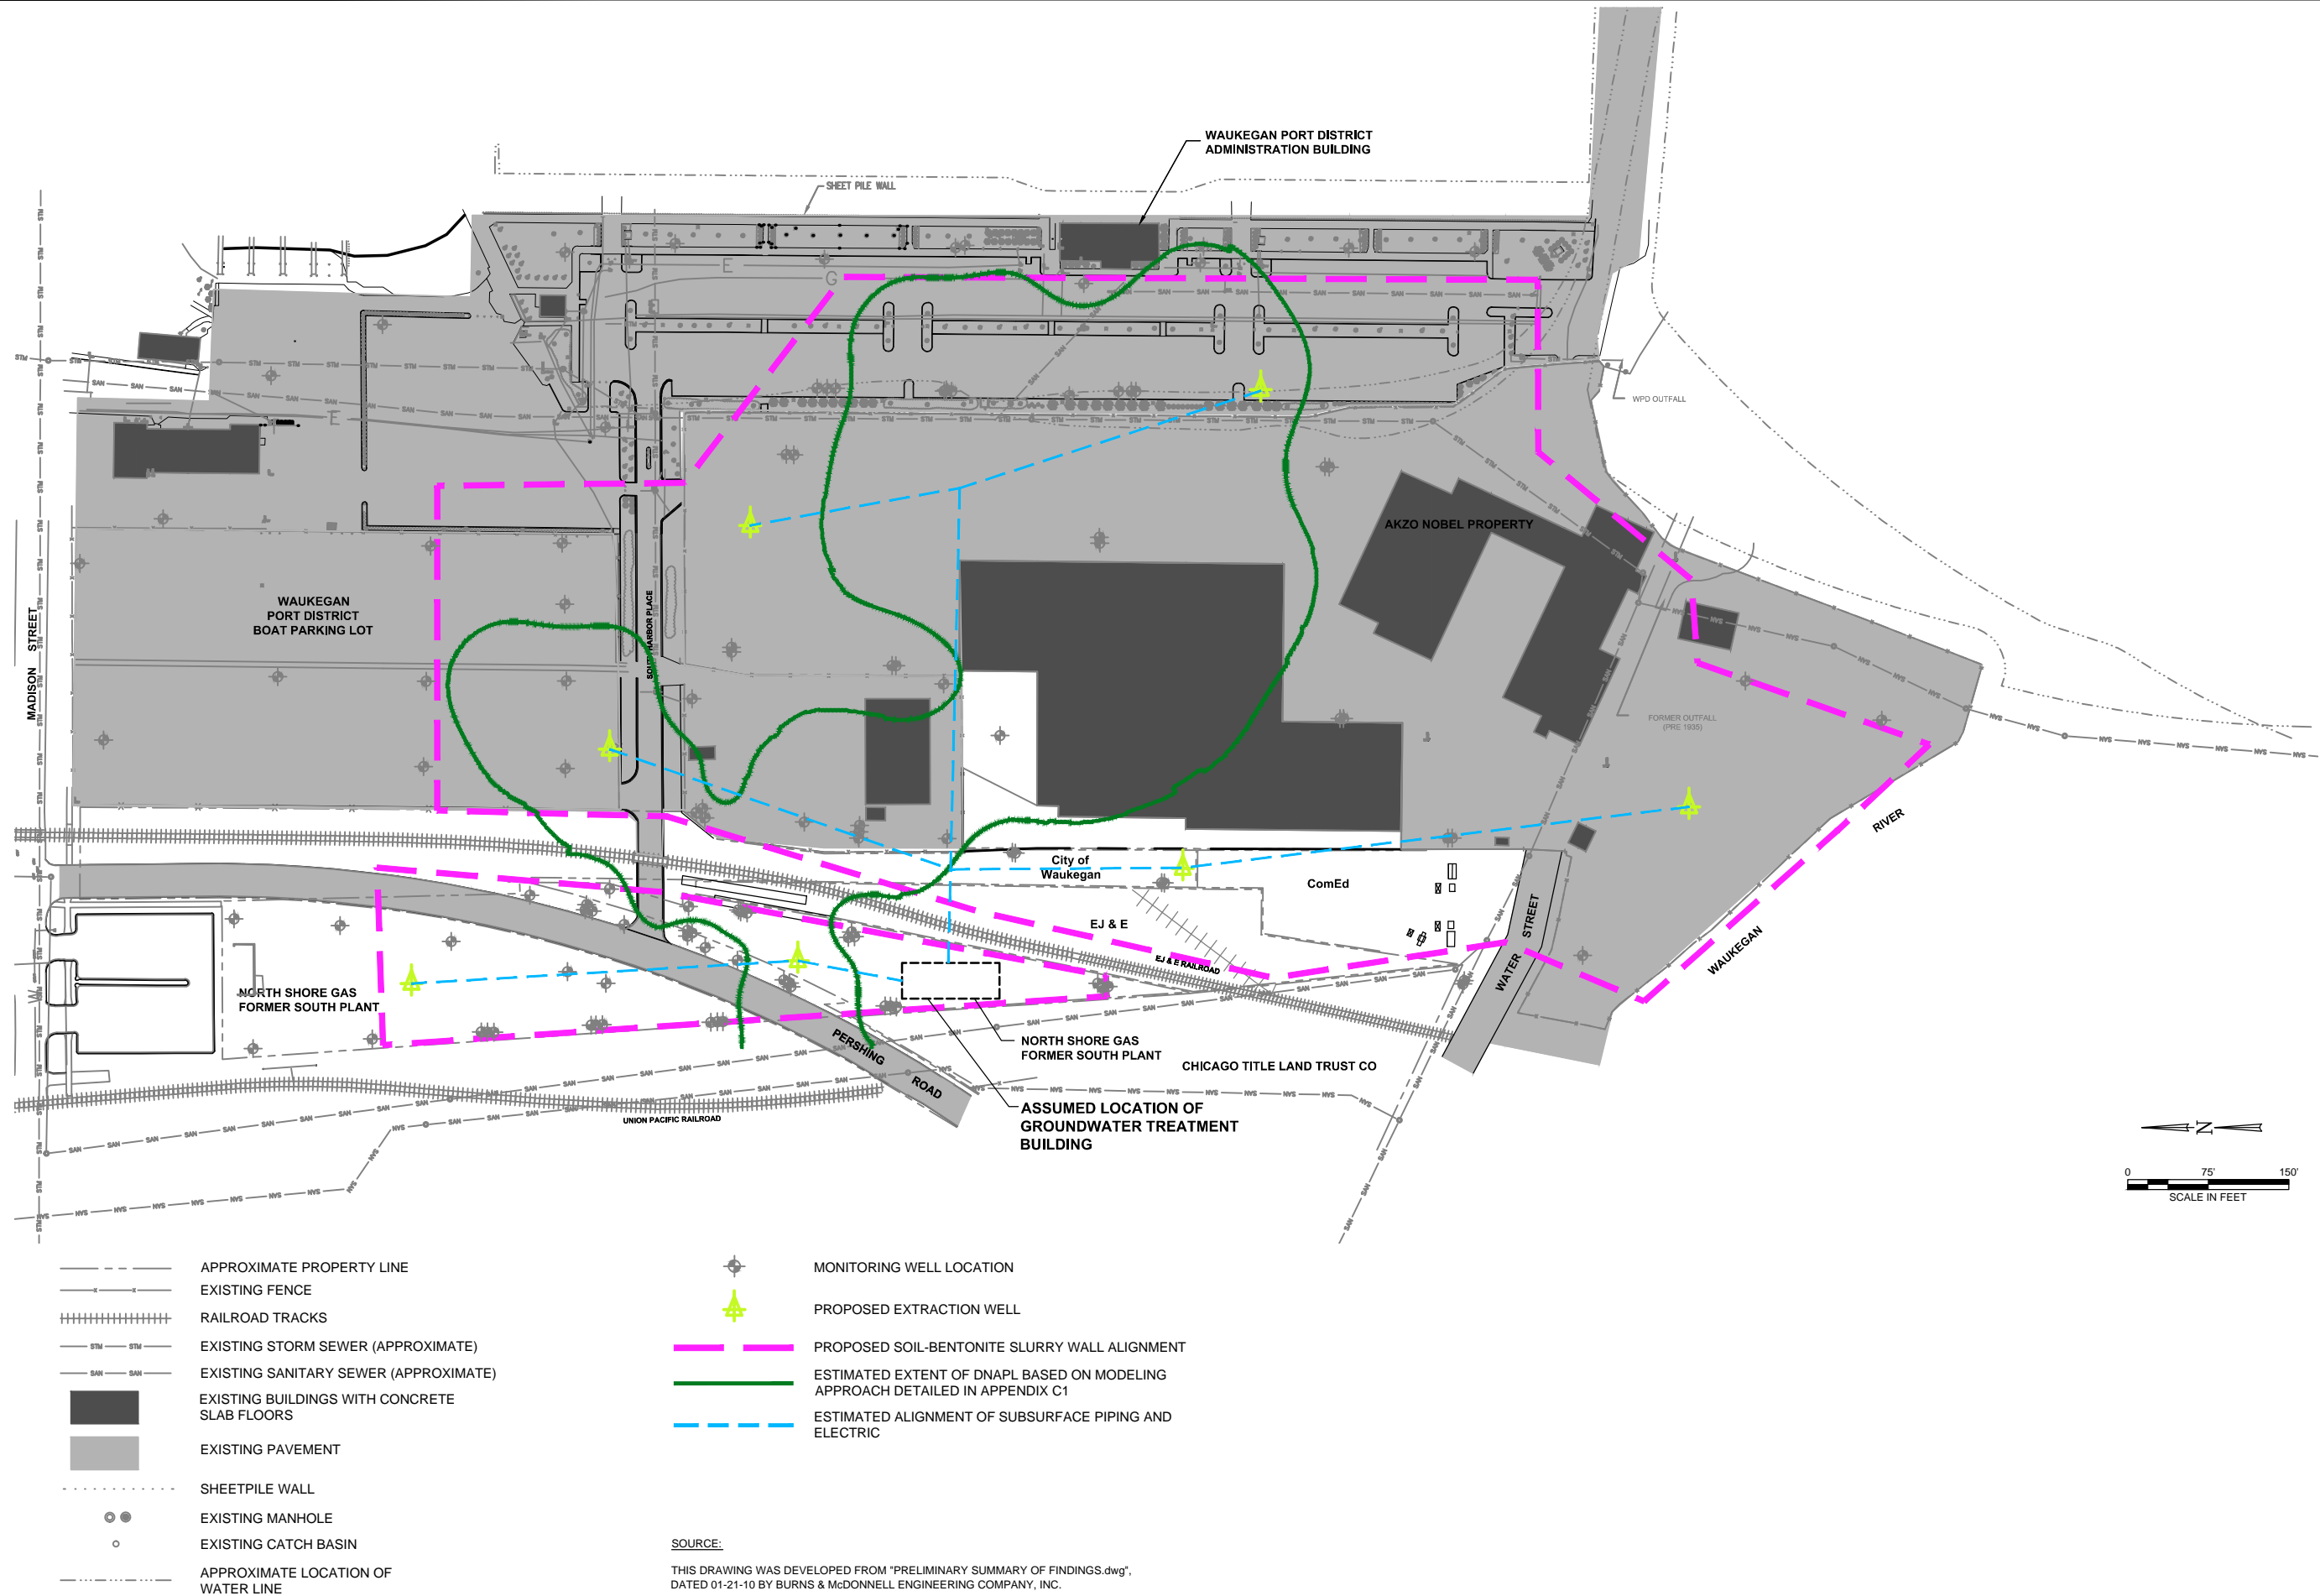 WAUKEGAN PORT DISTRICT
ADMINISTRATION BUILDING
SHEET PILE WALL
E
G
E
WPD OUTFALL
AKZO NOBEL PROPERTY
WAUKEGAN
PORT DISTRICT
BOAT PARKING LOT
SOUTH HARBOR PLACE
MADISON STREET
FORMER OUTFALL
(PRE 1935)
RIVER
WAUKEGAN
City of
Waukegan
ComEd
EJ & E
EJ & E RAILROAD
WATER STREET
NORTH SHORE GAS
FORMER SOUTH PLANT
PERSHING ROAD
NORTH SHORE GAS
FORMER SOUTH PLANT
CHICAGO TITLE LAND TRUST CO
ASSUMED LOCATION OF
GROUNDWATER TREATMENT
BUILDING
UNION PACIFIC RAILROAD
STM
SAN
N
0 75' 150'
SCALE IN FEET
APPROXIMATE PROPERTY LINE
EXISTING FENCE
RAILROAD TRACKS
STM STM EXISTING STORM SEWER (APPROXIMATE)
SAN SAN EXISTING SANITARY SEWER (APPROXIMATE)
EXISTING BUILDINGS WITH CONCRETE
SLAB FLOORS
EXISTING PAVEMENT
SHEETPILE WALL
EXISTING MANHOLE
EXISTING CATCH BASIN
APPROXIMATE LOCATION OF
WATER LINE
MONITORING WELL LOCATION
PROPOSED EXTRACTION WELL
PROPOSED SOIL-BENTONITE SLURRY WALL ALIGNMENT
ESTIMATED EXTENT OF DNAPL BASED ON MODELING
APPROACH DETAILED IN APPENDIX C1
ESTIMATED ALIGNMENT OF SUBSURFACE PIPING AND
ELECTRIC
SOURCE:
THIS DRAWING WAS DEVELOPED FROM "PRELIMINARY SUMMARY OF FINDINGS.dwg",
DATED 01-21-10 BY BURNS & McDONNELL ENGINEERING COMPANY, INC.